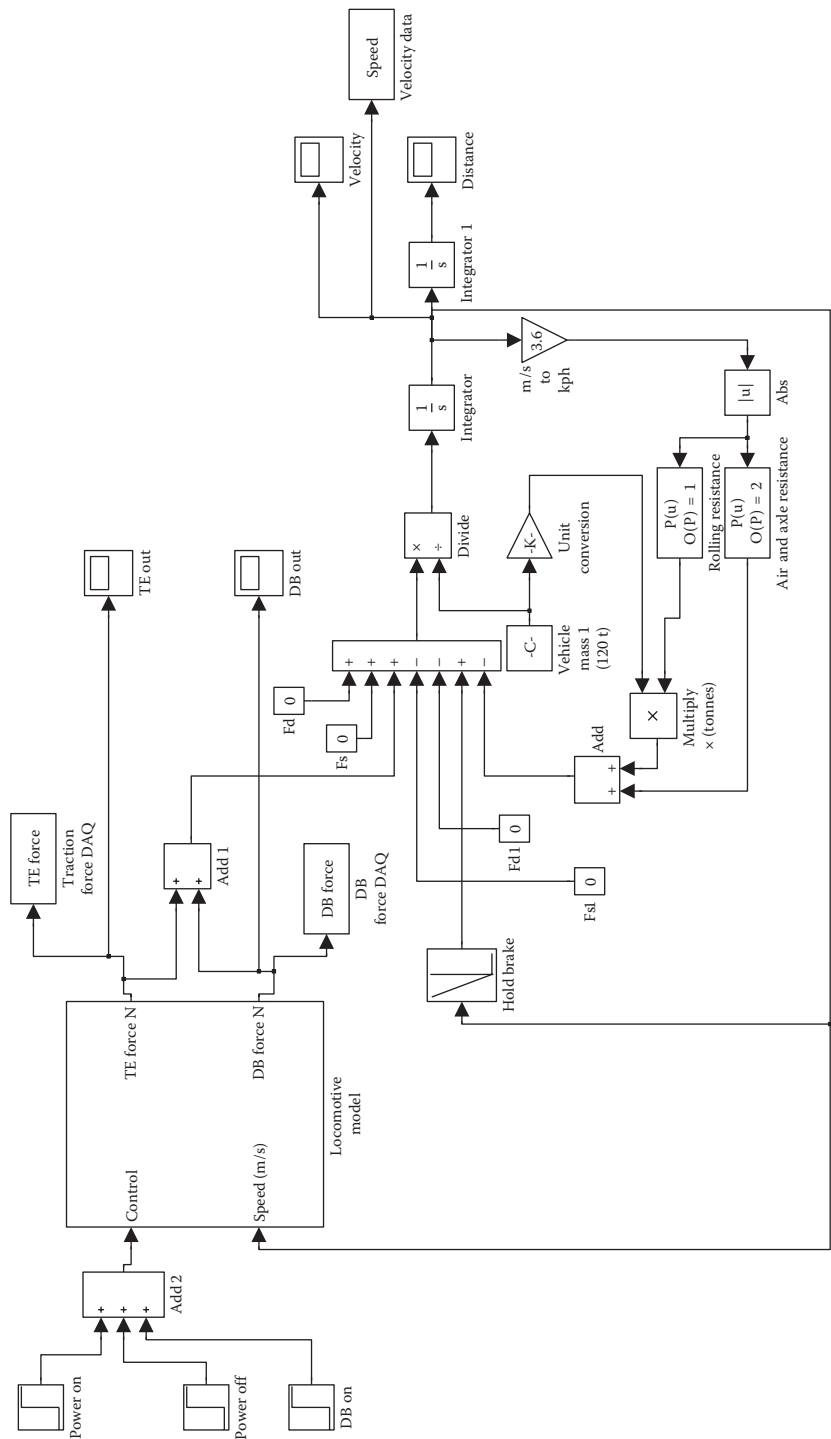 Power on
Power off
DB on
+
+
+
Add 2
Control
Speed (m/s)
TE force N
DB force N
Locomotive
model
TE force
Traction
force DAQ
+
+
Add 1
DB force
DB
force DAQ
TE out
DB out
Hold brake
Fs1
0
Fd1
0
Fd
0
Fs
0
+
+
+
−
−
+
−
-C-
Vehicle
mass 1
(120 t)
-K-
Unit
conversion
×
÷
Divide
1
s
Integrator
1
s
Integrator 1
Velocity
Speed
Velocity data
Distance
3.6
m/s
to
kph
|u|
Abs
P(u)
O(P) = 1
Rolling resistance
P(u)
O(P) = 2
Air and axle resistance
×
Multiply
× (tonnes)
+
+
Add